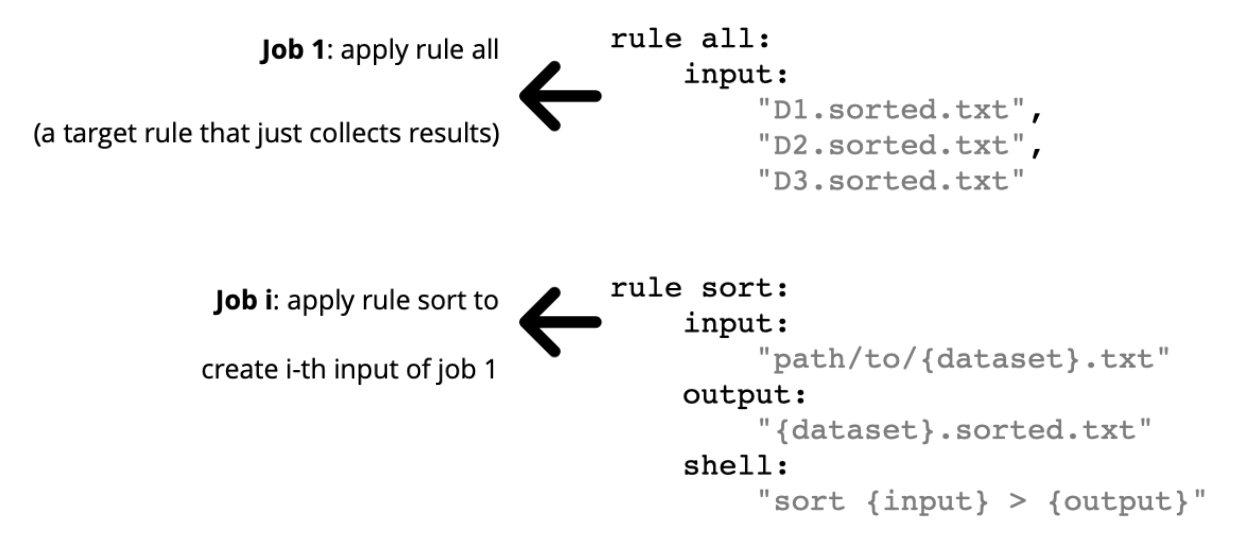 Job 1: apply rule all
(a target rule that just collects results)
rule all:
    input:
        "D1.sorted.txt",
        "D2.sorted.txt",
        "D3.sorted.txt"
Job i: apply rule sort to
create i-th input of job 1
rule sort:
    input:
        "path/to/{dataset}.txt"
    output:
        "{dataset}.sorted.txt"
    shell:
        "sort {input} > {output}"